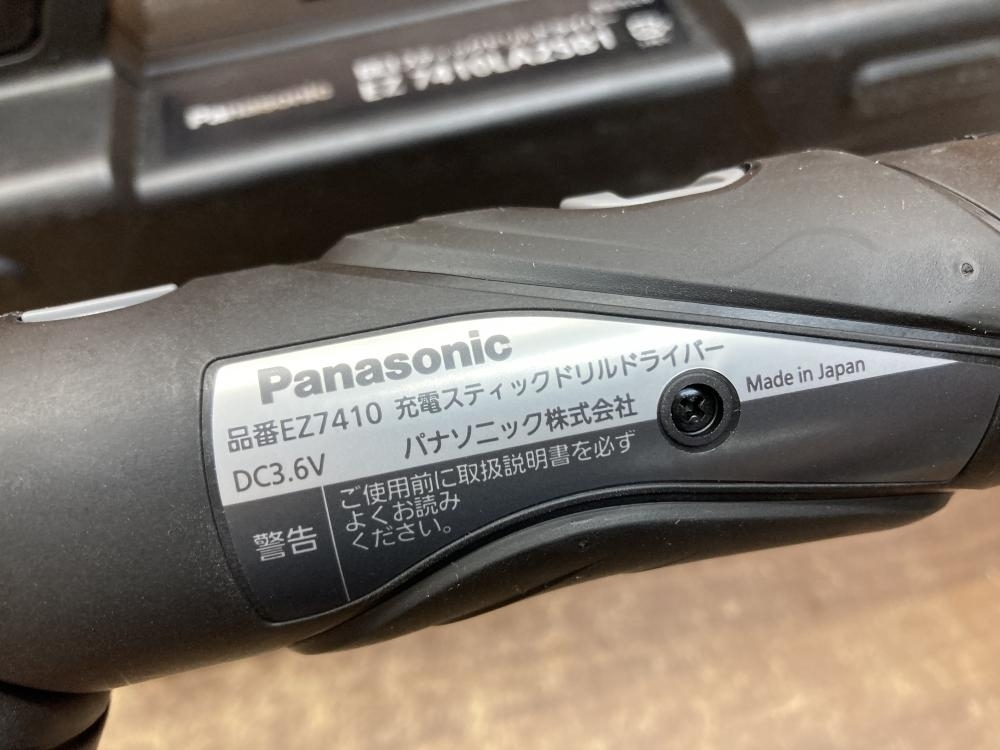 Panasonic
EZ 7410LA2SB1
Panasonic
品番EZ7410 充電スティックドリルドライバー
DC3.6V パナソニック株式会社
Made in Japan
警告
ご使用前に取扱説明書を必ず
よくお読み
ください。